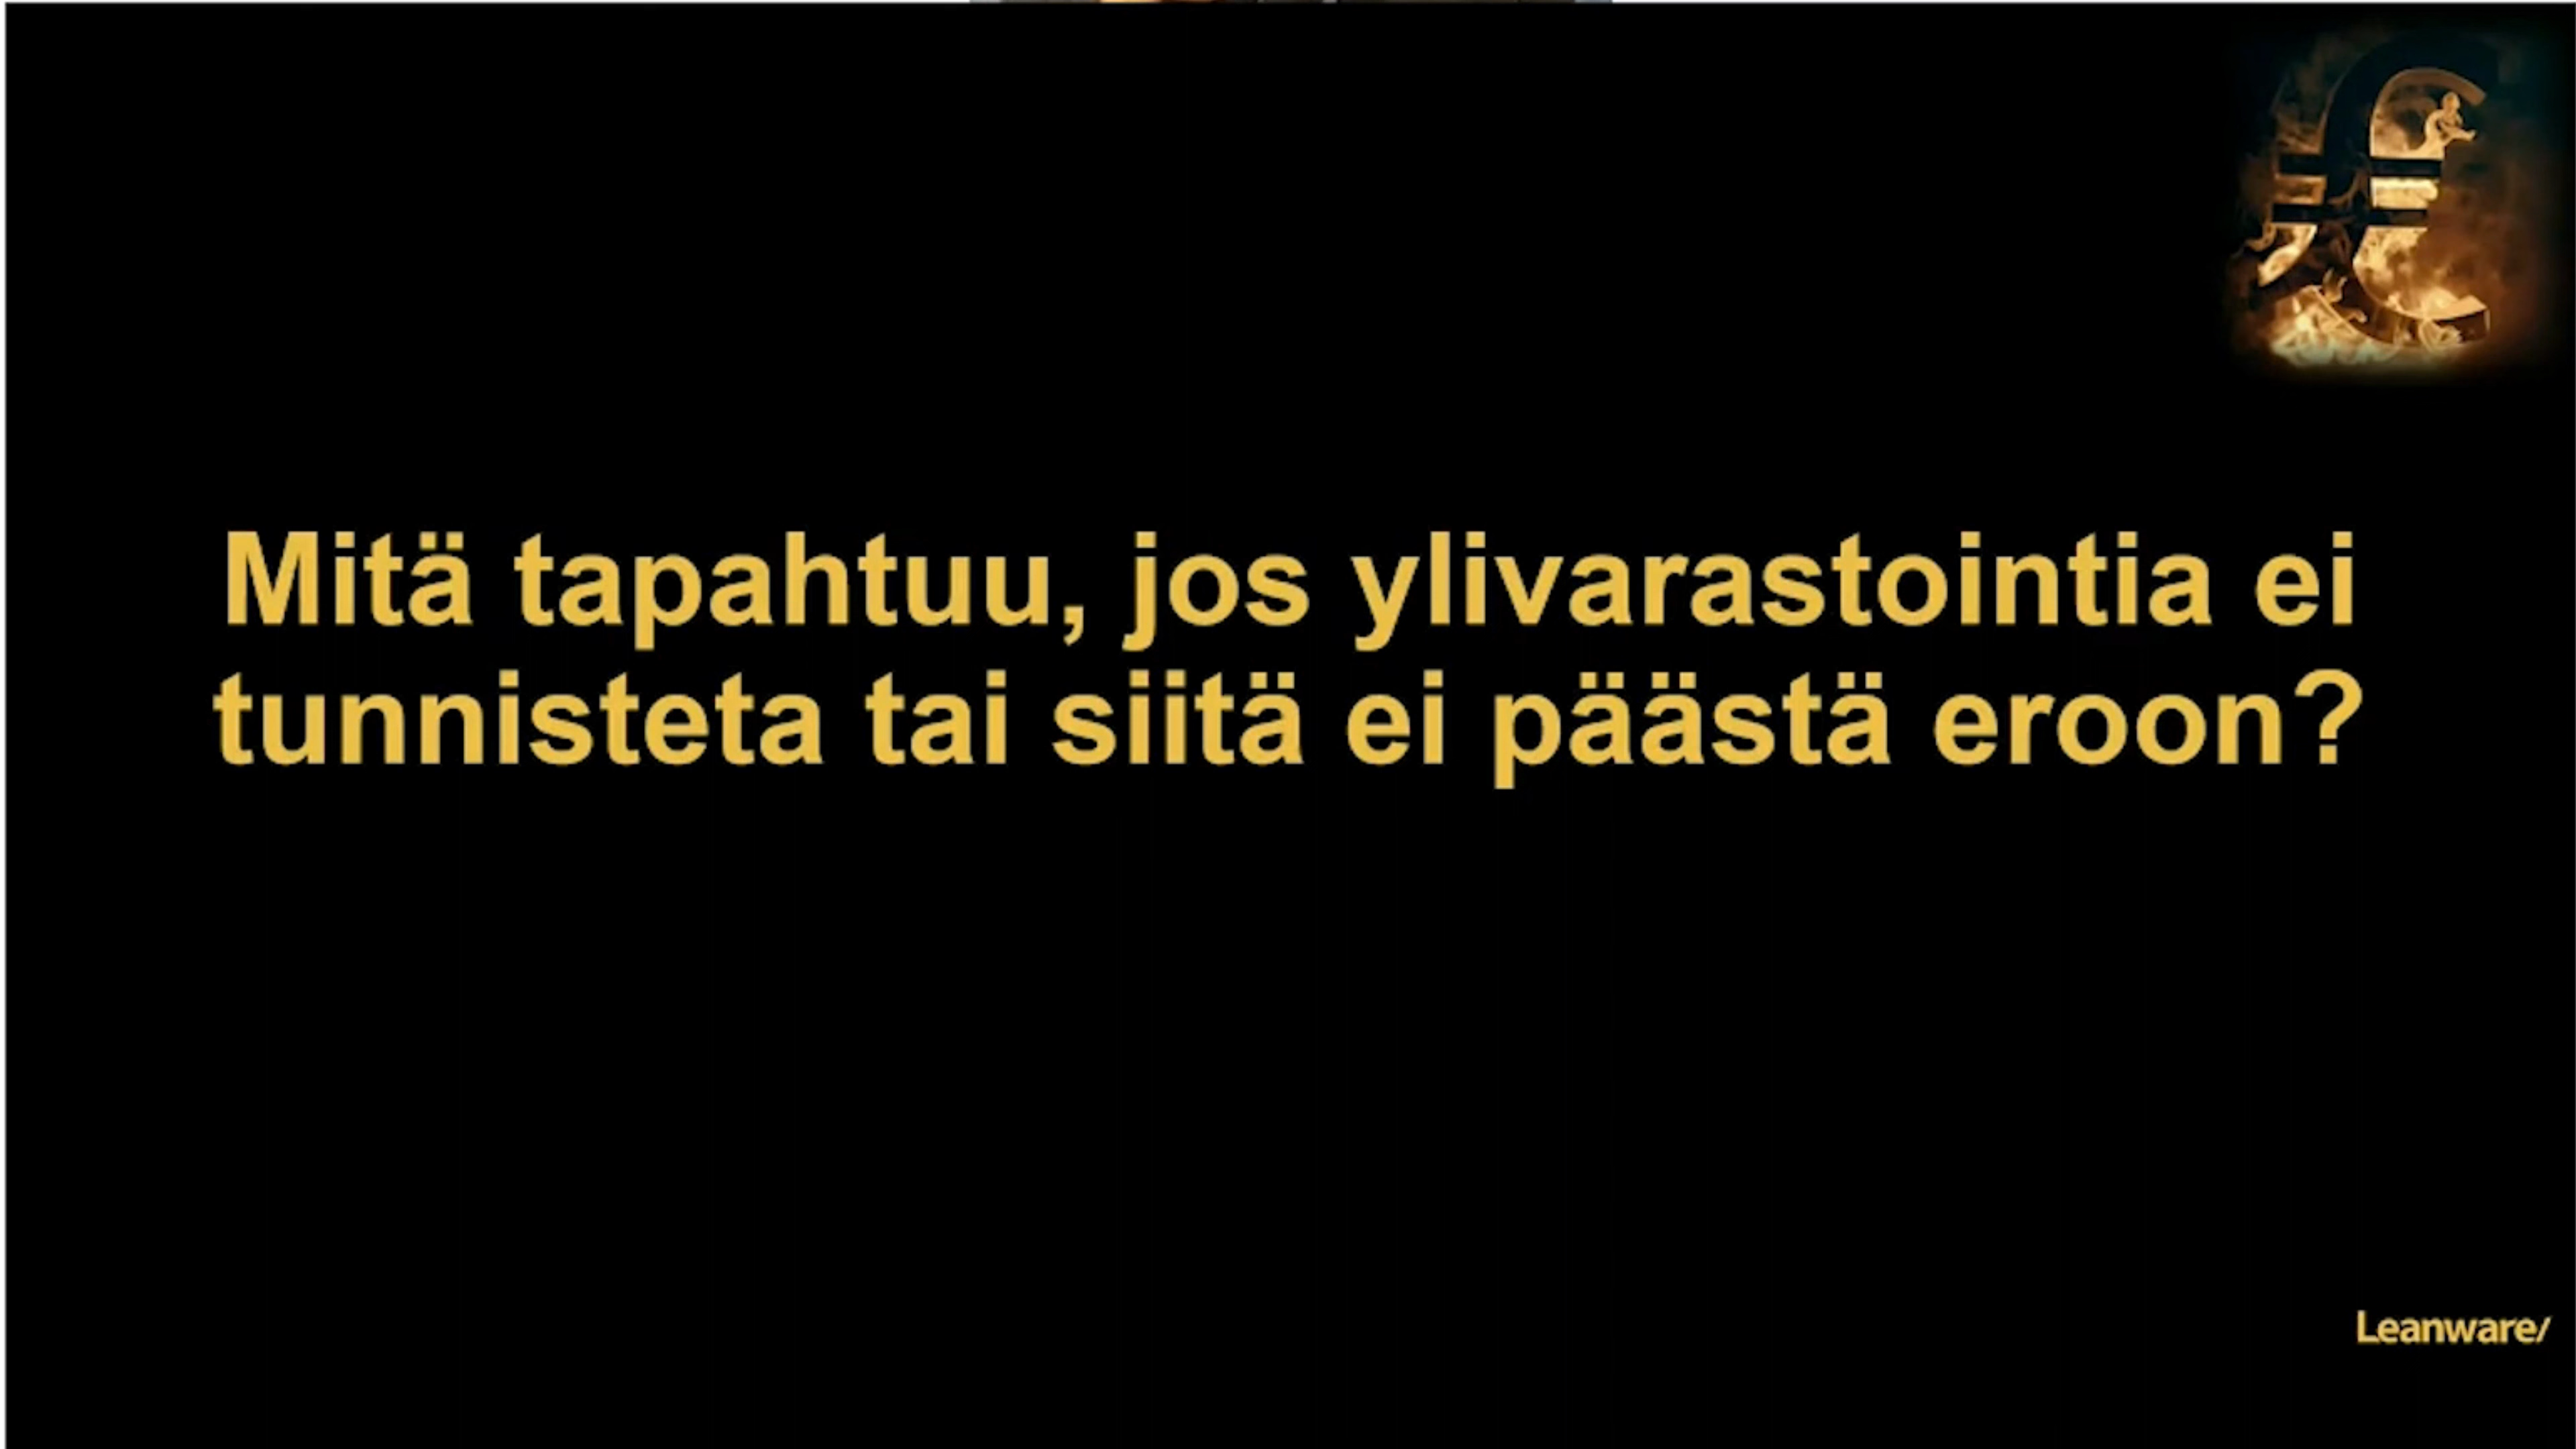 Mitä tapahtuu, jos ylivarastointia ei
tunnisteta tai siitä ei päästä eroon?
Leanware/